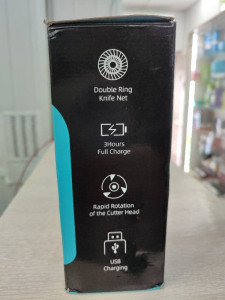 Double Ring
Knife Net
3Hours
Full Charge
Rapid Rotation
of the Cutter Head
USB
Charging